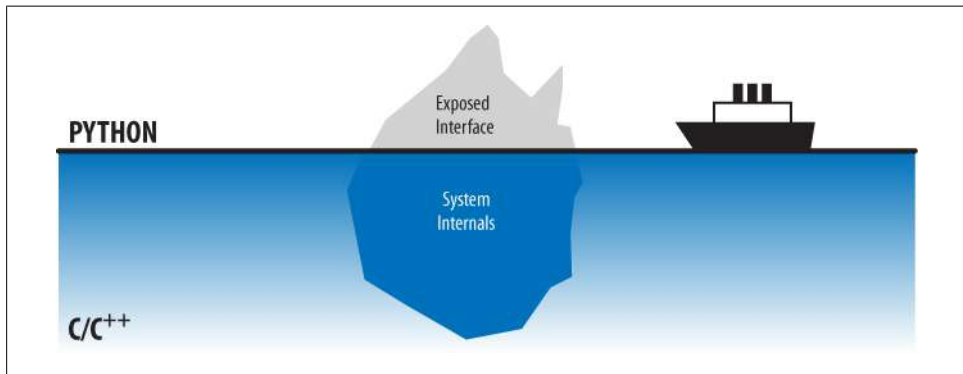 Exposed
Interface
PYTHON
System
Internals
C/C++